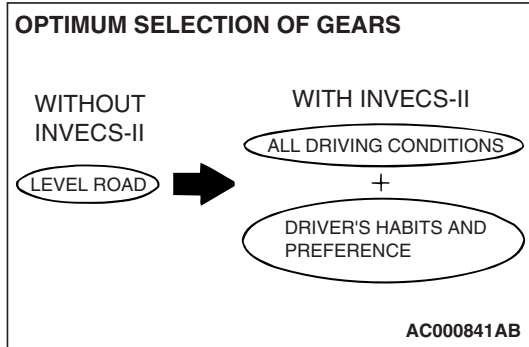 OPTIMUM SELECTION OF GEARS
WITHOUT
INVECS-II
LEVEL ROAD
WITH INVECS-II
ALL DRIVING CONDITIONS
+
DRIVER'S HABITS AND
PREFERENCE
AC000841AB